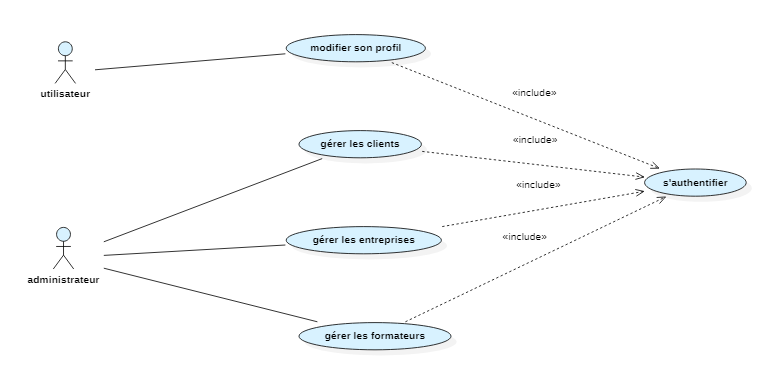 modifier son profil
utilisateur
«include»
«include»
gérer les clients
s'authentifier
«include»
«include»
gérer les entreprises
administrateur
gérer les formateurs